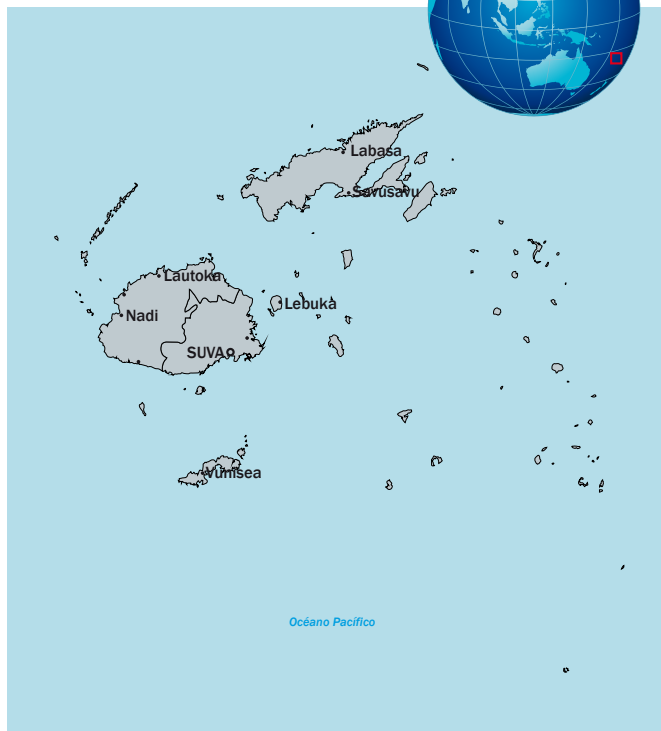 Labasa
Savusavu
Lautoka
Lebuka
Nadi
SUVA
Vunisea
Océano Pacífico